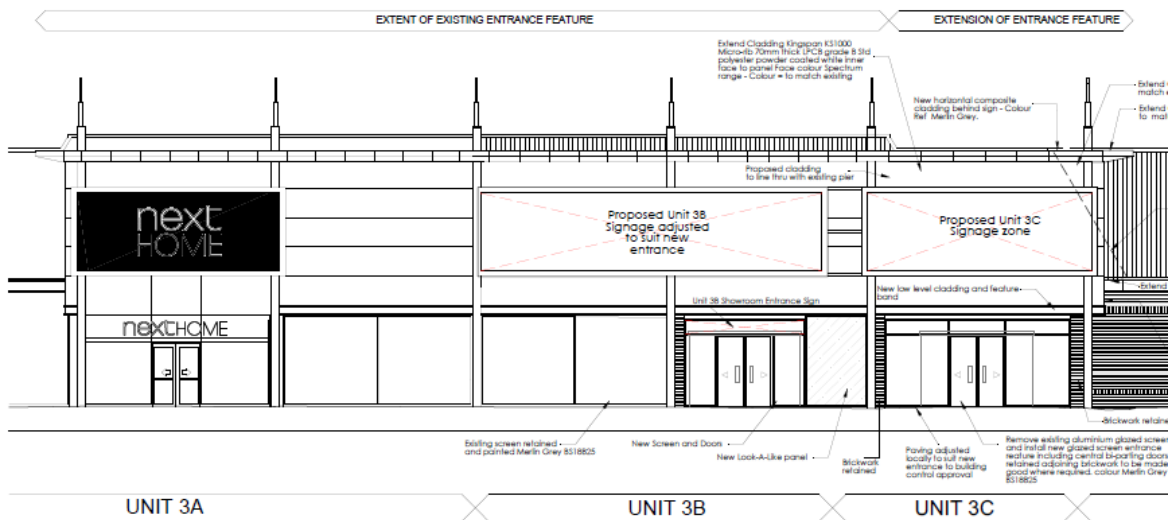 EXTENT OF EXISTING ENTRANCE FEATURE
EXTENSION OF ENTRANCE FEATURE
Extend Cladding Kingspan KS1000
Micro-rib 70mm thick LPCB grade B Std
polyester powder coated white inner
face to panel Face colour Spectrum
range - Colour = to match existing
New horizontal composite
cladding behind sign - Colour
Ref Merlin Grey.
Extend
match
Extend
to mat
Proposed cladding
to line thru with existing pier
next
HOME
Proposed Unit 3B
Signage adjusted
to suit new
entrance
Proposed Unit 3C
Signage zone
Extend
New low level cladding and feature
band
Unit 3B Showroom Entrance Sign
nextHOME
Existing screen retained
and painted Merlin Grey BS18B25
New Screen and Doors
New Look-A-Like panel
Brickwork
retained
Paving adjusted
locally to suit new
entrance to building
control approval
Brickwork retaine
Remove existing aluminium glazed screen
and install new glazed screen entrance
feature including central bi-parting doors
retained adjoining brickwork to be made
good where required. colour Merlin Grey
BS18B25
UNIT 3A
UNIT 3B
UNIT 3C